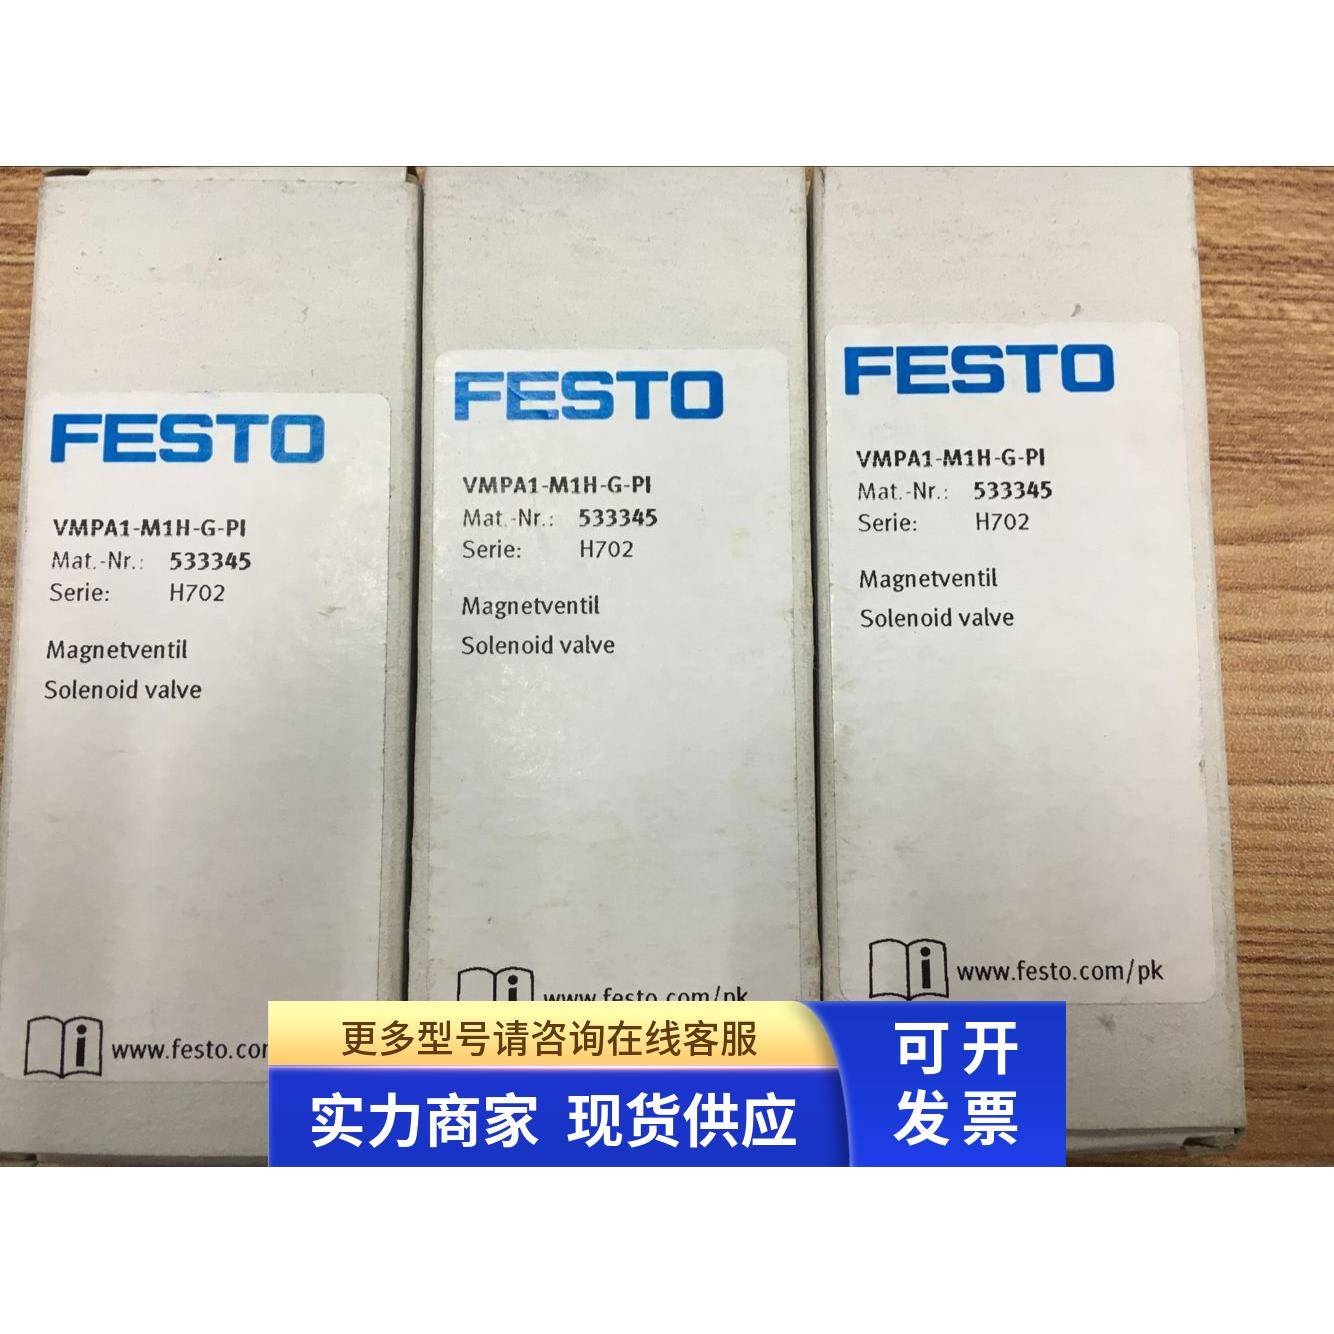 FESTO
VMPA1-M1H-G-PI
Mat.-Nr.: 533345
Serie: H702
Magnetventil
Solenoid valve
www.festo.cor
FESTO
VMPA1-M1H-G-PI
Mat.-Nr.: 533345
Serie: H702
Magnetventil
Solenoid valve
www.festo.com/pk
FESTO
VMPA1-M1H-G-PI
Mat.-Nr.: 533345
Serie: H702
Magnetventil
Solenoid valve
www.festo.com/pk
更多型号请咨询在线客服
实力商家 现货供应
可开
发票